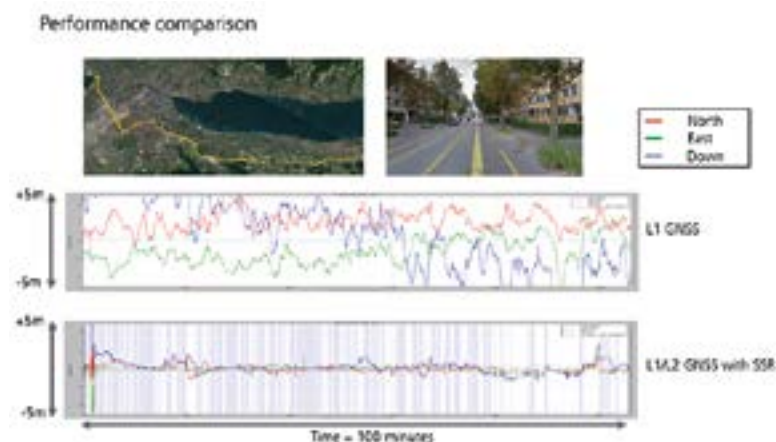 Performance comparison
North
East
Down
+5m
-5m
L1 GNSS
+5m
-5m
L1/L2 GNSS with SSR
Time = 100 minutes